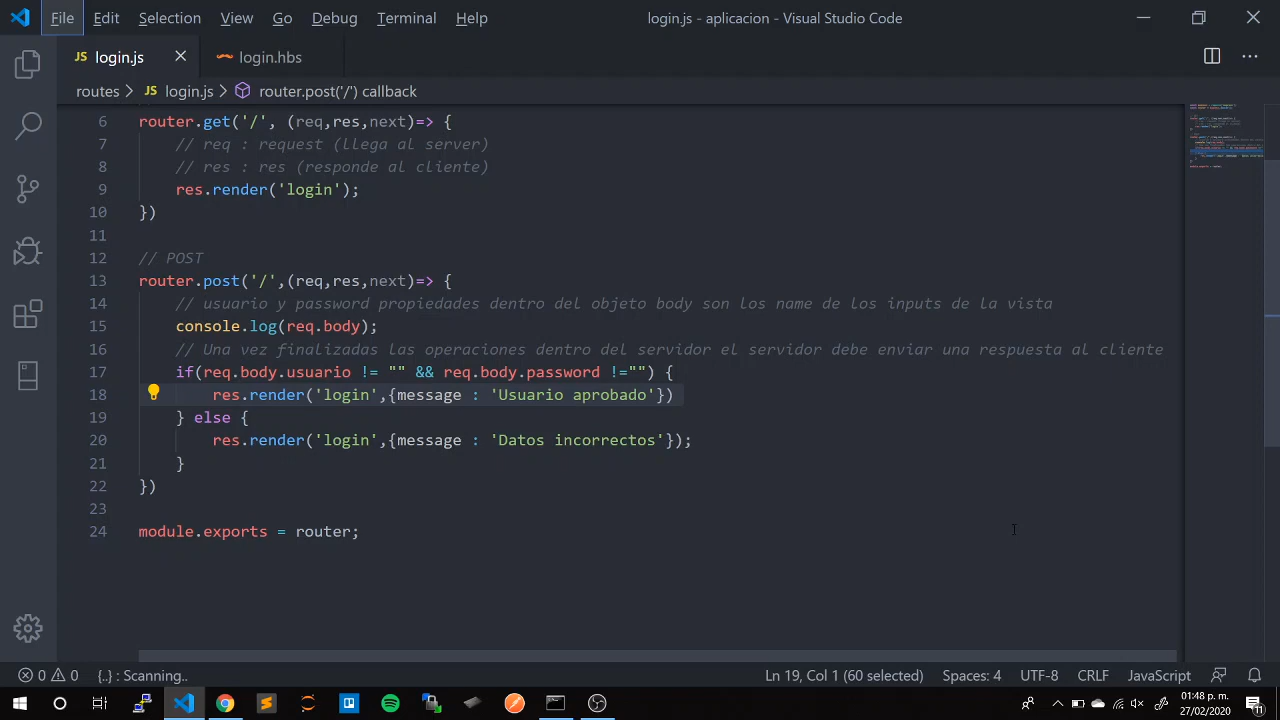 File Edit Selection View Go Debug Terminal Help login.js - aplicacion - Visual Studio Code
JS login.js login.hbs
routes > JS login.js > router.post('/') callback
6 router.get('/', (req,res,next)=> {
7 // req : request (llega al server)
8 // res : res (responde al cliente)
9 res.render('login');
10 })
11
12 // POST
13 router.post('/',(req,res,next)=> {
14 // usuario y password propiedades dentro del objeto body son los name de los inputs de la vista
15 console.log(req.body);
16 // Una vez finalizadas las operaciones dentro del servidor el servidor debe enviar una respuesta al cliente
17 if(req.body.usuario != "" && req.body.password !="") {
18 res.render('login',{message : 'Usuario aprobado'})
19 } else {
20 res.render('login',{message : 'Datos incorrectos'});
21 }
22 })
23
24 module.exports = router;
0 0 {..} : Scanning.. Ln 19, Col 1 (60 selected) Spaces: 4 UTF-8 CRLF JavaScript
01:48 p. m.
27/02/2020
11